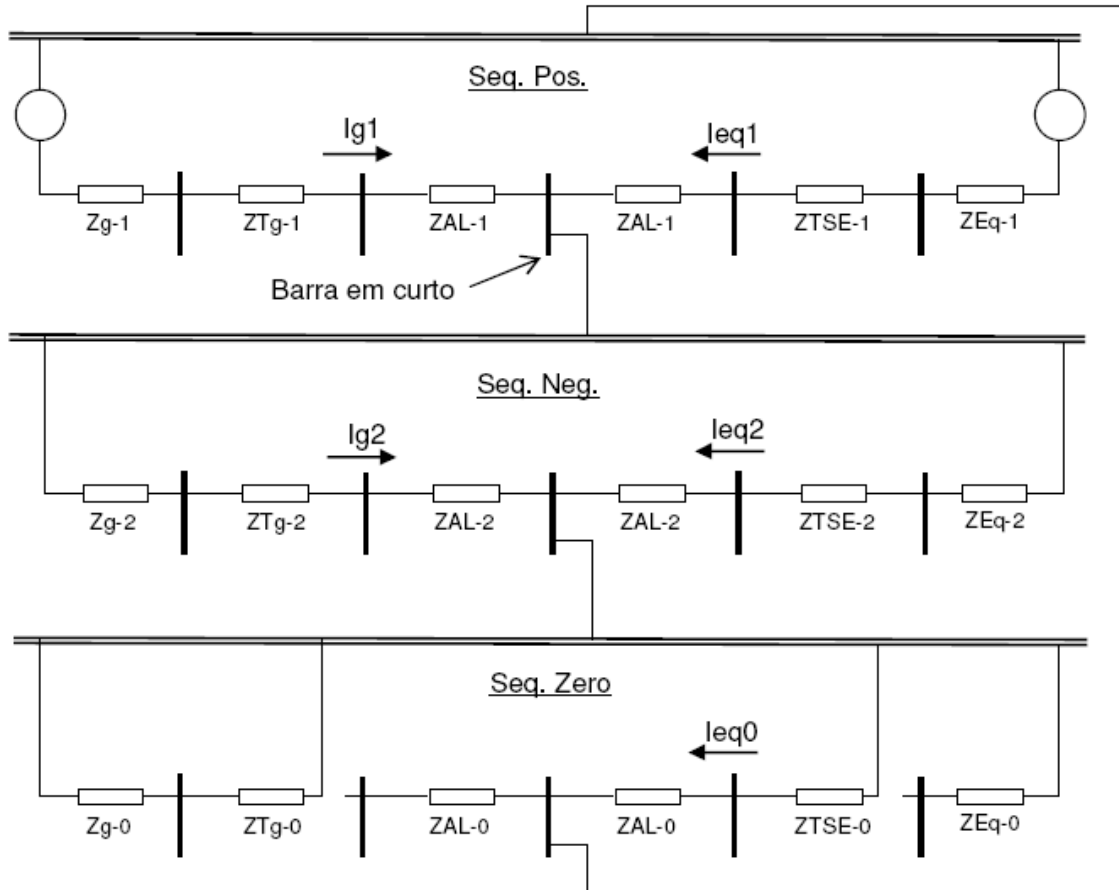 Seq. Pos.
Ig1
Ieq1
Zg-1
ZTg-1
ZAL-1
ZAL-1
ZTSE-1
ZEq-1
Barra em curto
Seq. Neg.
Ig2
Ieq2
Zg-2
ZTg-2
ZAL-2
ZAL-2
ZTSE-2
ZEq-2
Seq. Zero
Ieq0
Zg-0
ZTg-0
ZAL-0
ZAL-0
ZTSE-0
ZEq-0